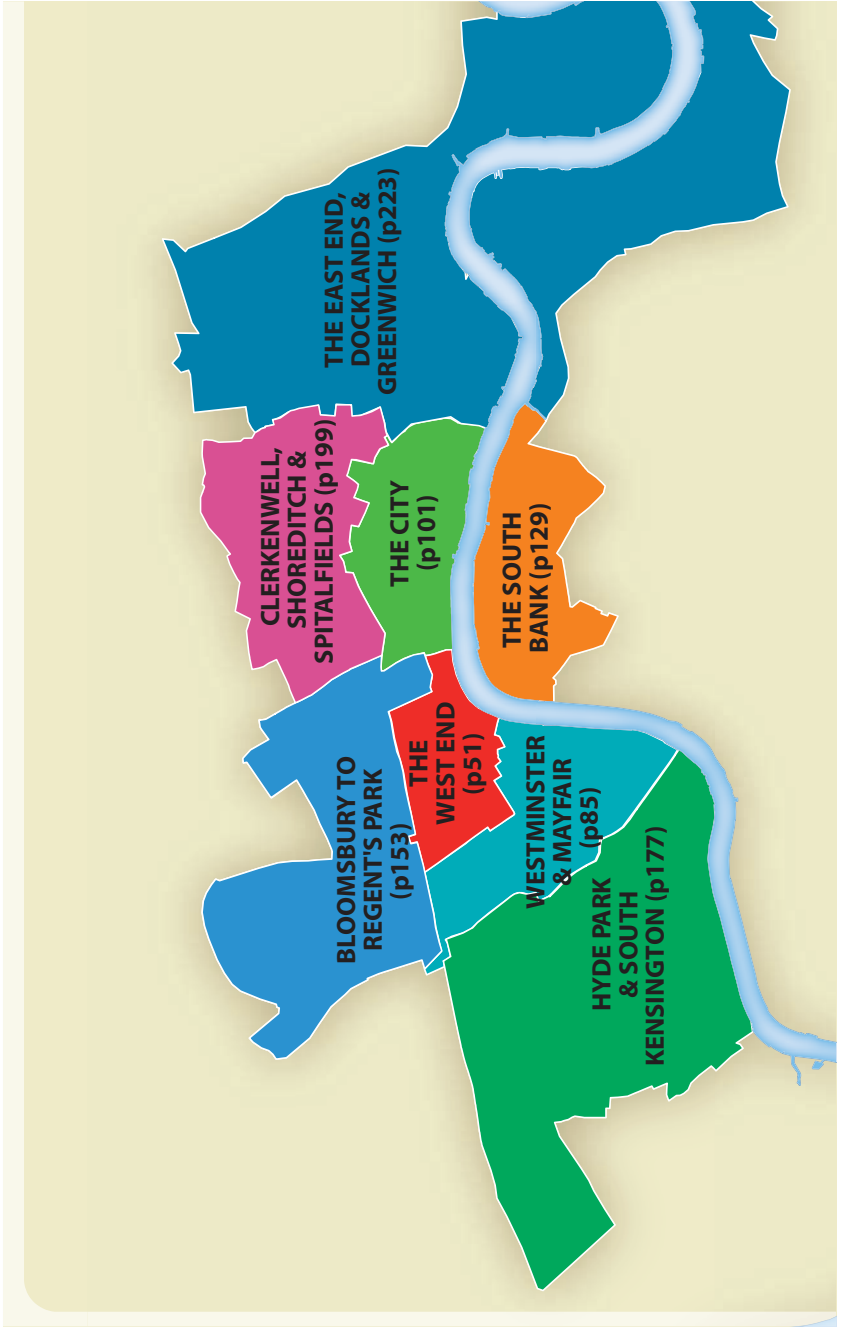 BLOOMSBURY TO
REGENT'S PARK
(p153)
CLERKENWELL,
SHOREDITCH &
SPITALFIELDS (p199)
THE EAST END,
DOCKLANDS &
GREENWICH (p223)
THE CITY
(p101)
THE
WEST END
(p51)
THE SOUTH
BANK (p129)
WESTMINSTER
& MAYFAIR
(p85)
HYDE PARK
& SOUTH
KENSINGTON (p177)